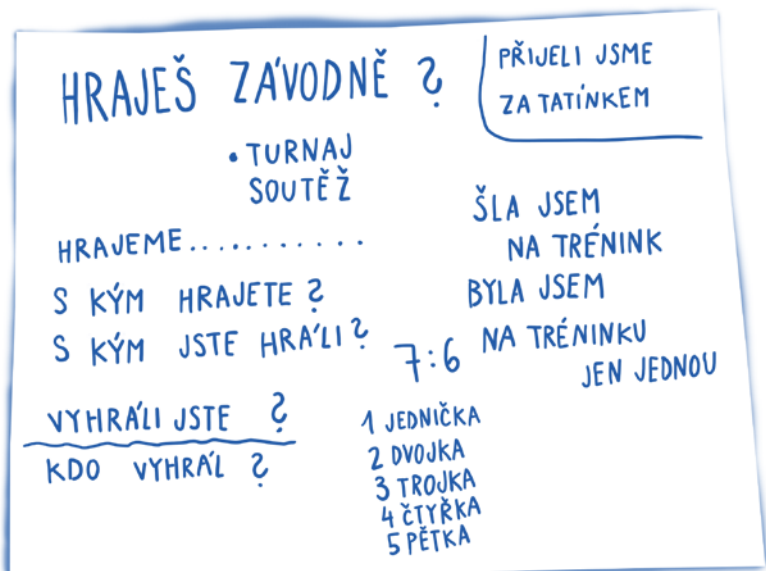 HRAJEŠ ZÁVODNĚ ?
PŘIJELI JSME
ZA TATÍNKEM
• TURNAJ
SOUTĚŽ
HRAJEME...........
S KÝM HRAJETE ?
S KÝM JSTE HRÁLI ?
VYHRÁLI JSTE ?
KDO VYHRÁL ?
ŠLA JSEM
NA TRÉNINK
BYLA JSEM
NA TRÉNINKU
JEN JEDNOU
7:6
1 JEDNIČKA
2 DVOJKA
3 TROJKA
4 ČTYŘKA
5 PĚTKA